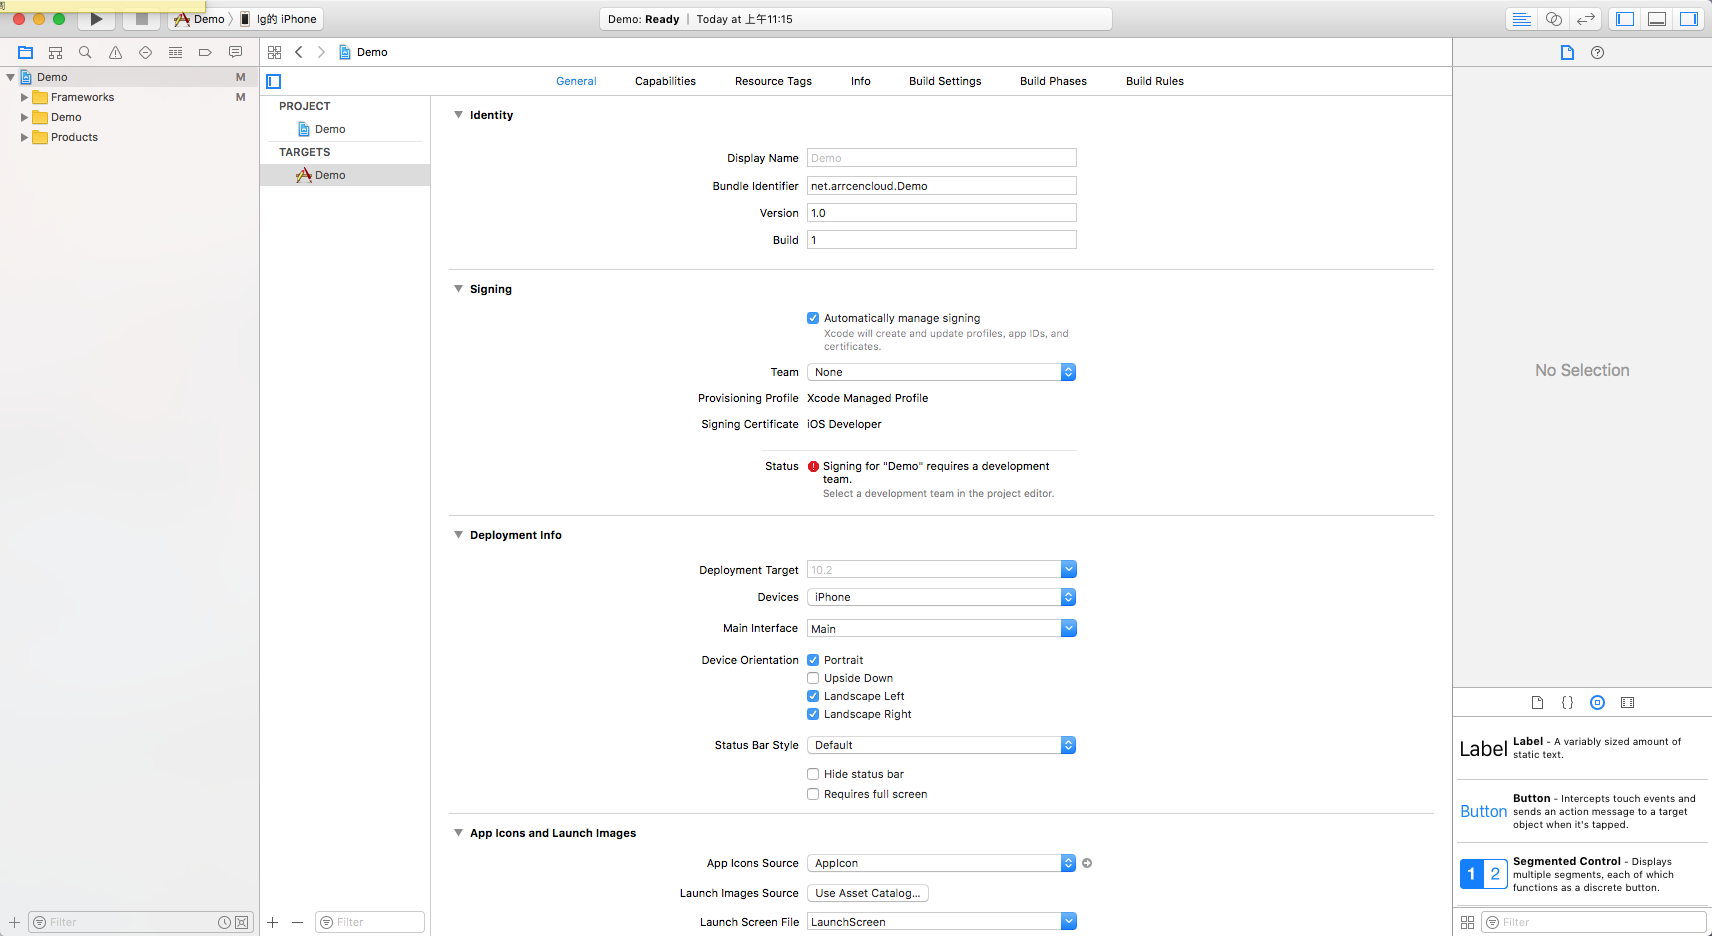 Demo
lg的 iPhone
Demo: Ready | Today at 上午11:15
Demo
Demo M
Frameworks M
Demo
Products
General Capabilities Resource Tags Info Build Settings Build Phases Build Rules
PROJECT
Demo
TARGETS
Demo
Identity
Display Name Demo
Bundle Identifier net.arrcencloud.Demo
Version 1.0
Build 1
Signing
Automatically manage signing
Xcode will create and update profiles, app IDs, and
certificates.
Team None
Provisioning Profile Xcode Managed Profile
Signing Certificate iOS Developer
Status Signing for "Demo" requires a development
team.
Select a development team in the project editor.
Deployment Info
Deployment Target 10.2
Devices iPhone
Main Interface Main
Device Orientation Portrait
Upside Down
Landscape Left
Landscape Right
Status Bar Style Default
Hide status bar
Requires full screen
App Icons and Launch Images
App Icons Source AppIcon
Launch Images Source Use Asset Catalog...
Launch Screen File LaunchScreen
Filter
Filter
No Selection
Label Label - A variably sized amount of
static text.
Button Button - Intercepts touch events and
sends an action message to a target
object when it's tapped.
1 2 Segmented Control - Displays
multiple segments, each of which
functions as a discrete button.
Filter